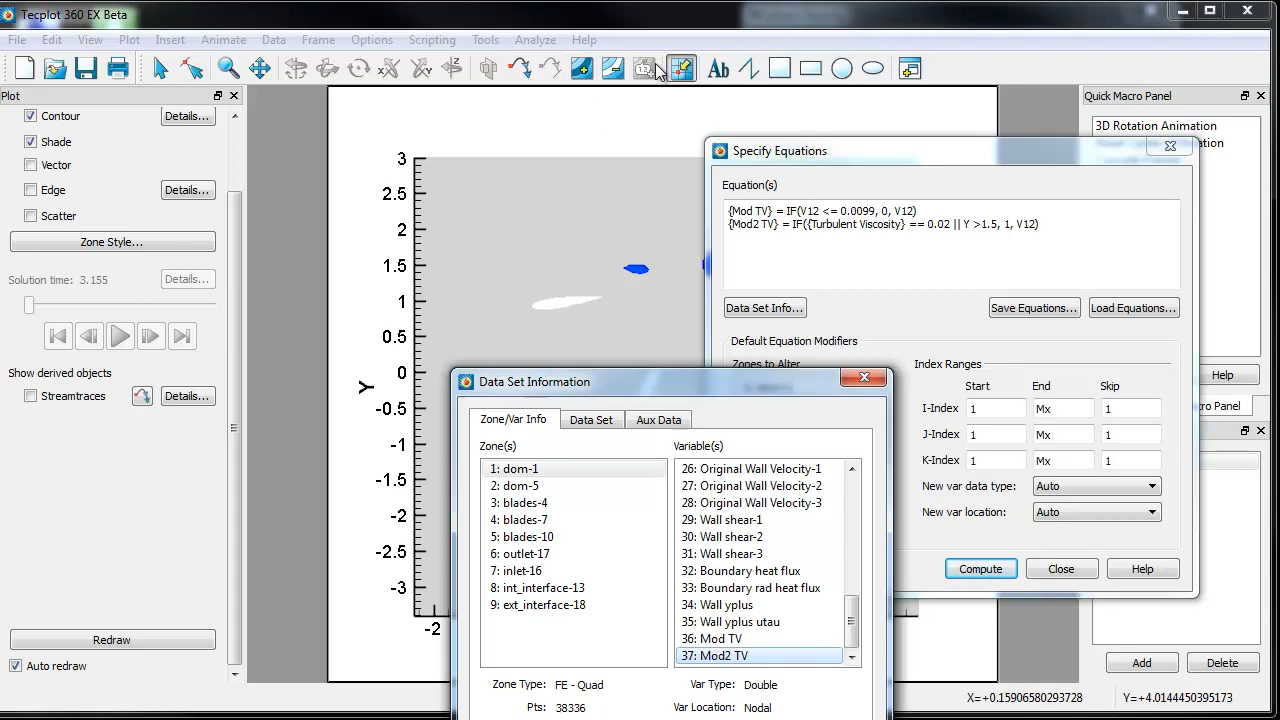 Tecplot 360 EX Beta
File Edit View Plot Insert Animate Data Frame Options Scripting Tools Analyze Help
Ab
Plot
Contour Details...
Shade
Vector
Edge Details...
Scatter
Zone Style...
Solution time: 3.155 Details...
Show derived objects
Streamtraces Details...
Redraw
Auto redraw
3
2.5
2
1.5
1
0.5
0
-0.5
-1
-1.5
-2
-2.5
-3
Y
-2
Specify Equations
Equation(s)
{Mod TV} = IF(V12 <= 0.0099, 0, V12)
{Mod2 TV} = IF({Turbulent Viscosity} == 0.02 || Y >1.5, 1, V12)
Data Set Info... Save Equations... Load Equations...
Default Equation Modifiers
Zones to Alter
Index Ranges
Start End Skip
I-Index 1 Mx 1
J-Index 1 Mx 1
K-Index 1 Mx 1
New var data type: Auto
New var location: Auto
Compute Close Help
Data Set Information
Zone/Var Info Data Set Aux Data
Zone(s)
1: dom-1
2: dom-5
3: blades-4
4: blades-7
5: blades-10
6: outlet-17
7: inlet-16
8: int_interface-13
9: ext_interface-18
Variable(s)
26: Original Wall Velocity-1
27: Original Wall Velocity-2
28: Original Wall Velocity-3
29: Wall shear-1
30: Wall shear-2
31: Wall shear-3
32: Boundary heat flux
33: Boundary rad heat flux
34: Wall yplus
35: Wall yplus utau
36: Mod TV
37: Mod2 TV
Zone Type: FE - Quad
Pts: 38336
Var Type: Double
Var Location: Nodal
Quick Macro Panel
3D Rotation Animation
Help
Add Delete
X=+0.15906580293728 Y=+4.0144450395173